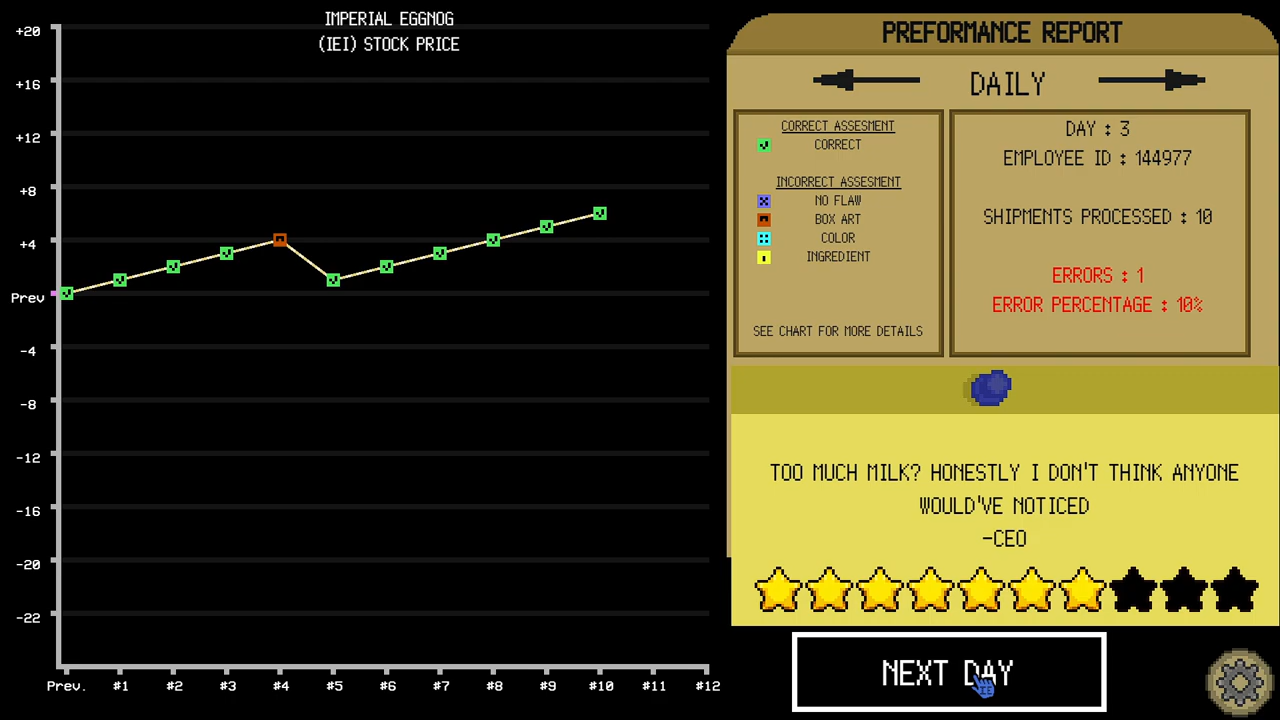 IMPERIAL EGGNOG
(IEI) STOCK PRICE
+20
+16
+12
+8
+4
Prev
-4
-8
-12
-16
-20
-22
Prev.
#1
#2
#3
#4
#5
#6
#7
#8
#9
#10
#11
#12
PREFORMANCE REPORT
DAILY
CORRECT ASSESMENT
CORRECT
INCORRECT ASSESMENT
NO FLAW
BOX ART
COLOR
INGREDIENT
SEE CHART FOR MORE DETAILS
DAY : 3
EMPLOYEE ID : 144977
SHIPMENTS PROCESSED : 10
ERRORS : 1
ERROR PERCENTAGE : 10%
TOO MUCH MILK? HONESTLY I DON'T THINK ANYONE
WOULD'VE NOTICED
-CEO
NEXT DAY